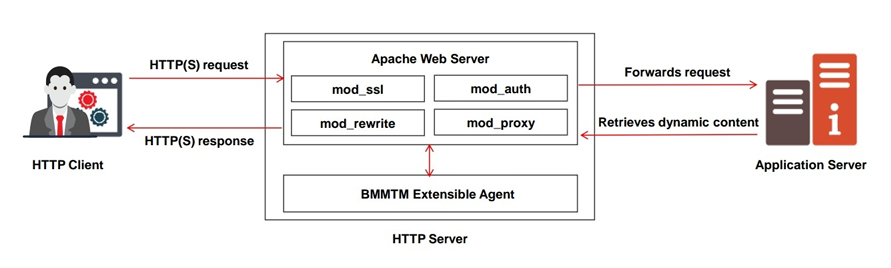 HTTP(S) request
Apache Web Server
mod_ssl
mod_auth
mod_rewrite
mod_proxy
Forwards request
Retrieves dynamic content
HTTP(S) response
HTTP Client
Application Server
BMMTM Extensible Agent
HTTP Server
i